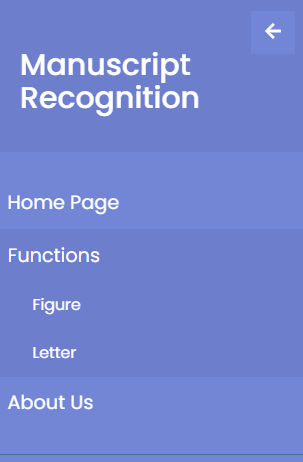 Manuscript
Recognition
Home Page
Functions
Figure
Letter
About Us